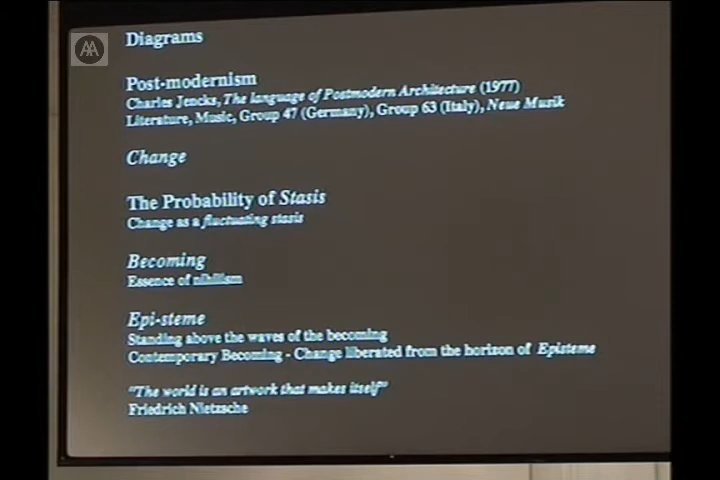 AA
Diagrams
Post-modernism
Charles Jencks, The language of Postmodern Architecture (1977)
Literature, Music, Group 47 (Germany), Group 63 (Italy), Neue Musik
Change
The Probability of Stasis
Change as a fluctuating stasis
Becoming
Essence of nihilism
Epi-steme
Standing above the waves of the becoming
Contemporary Becoming - Change liberated from the horizon of Episteme
"The world is an artwork that makes itself"
Friedrich Nietzsche